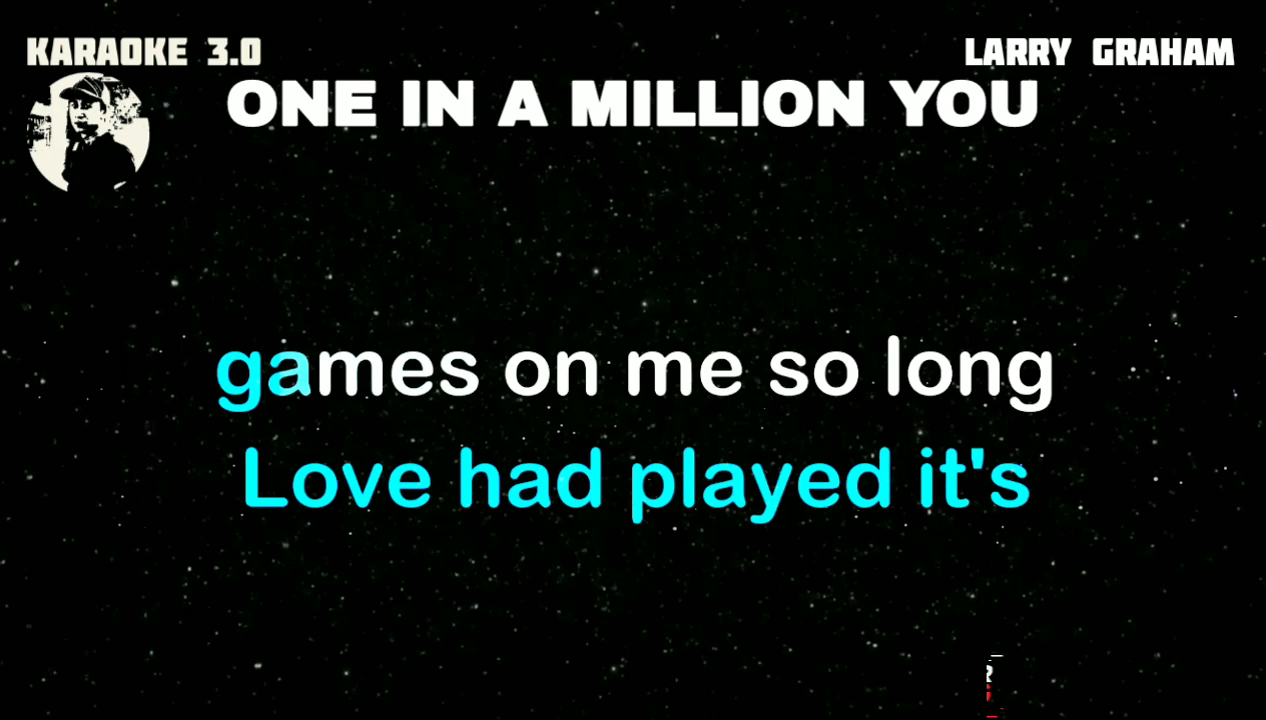 KARAOKE 3.0
LARRY GRAHAM
ONE IN A MILLION YOU
games on me so long
Love had played it's